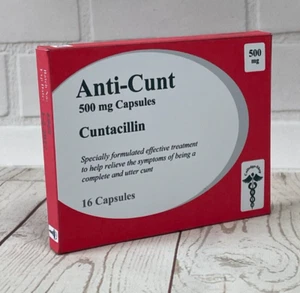 500
mg
Anti-Cunt
500 mg Capsules
Cuntacillin
Specially formulated effective treatment
to help relieve the symptoms of being a
complete and utter cunt
16 Capsules